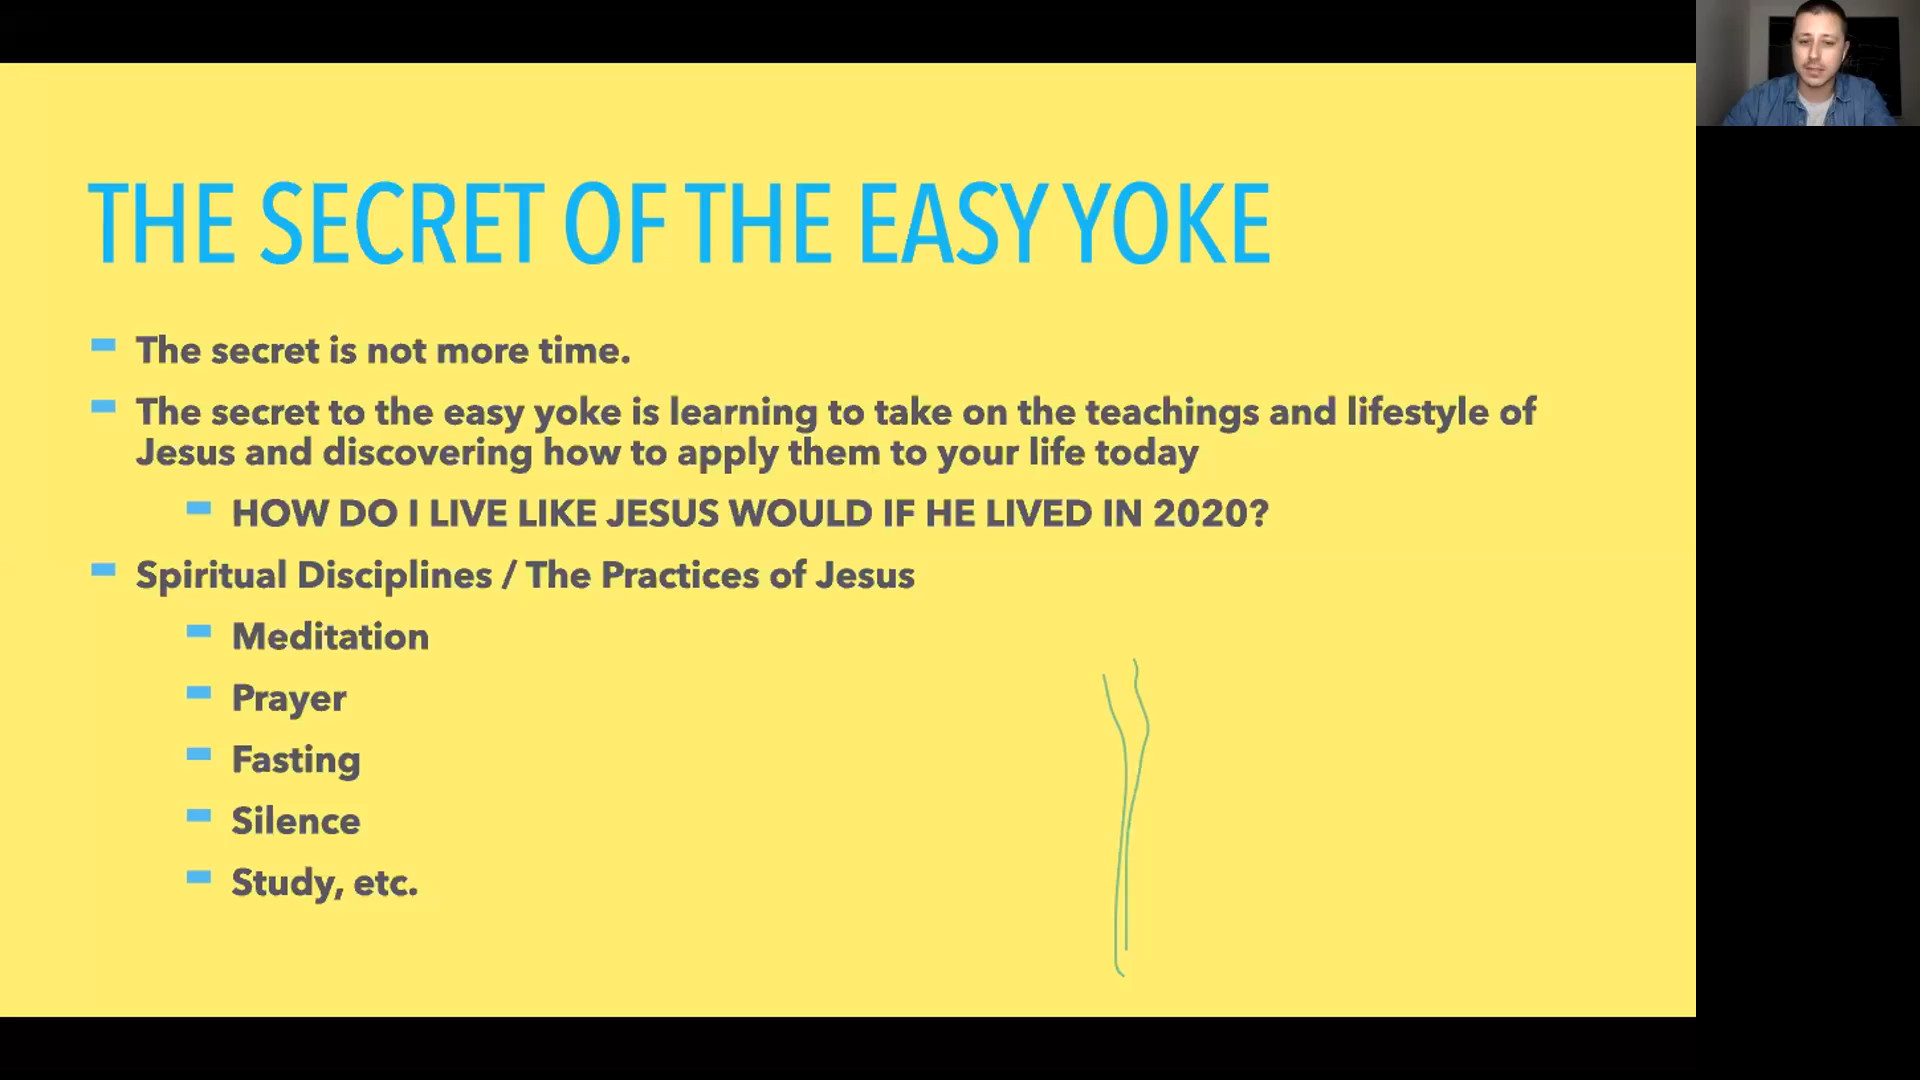 THE SECRET OF THE EASY YOKE
The secret is not more time.
The secret to the easy yoke is learning to take on the teachings and lifestyle of
Jesus and discovering how to apply them to your life today
HOW DO I LIVE LIKE JESUS WOULD IF HE LIVED IN 2020?
Spiritual Disciplines / The Practices of Jesus
Meditation
Prayer
Fasting
Silence
Study, etc.